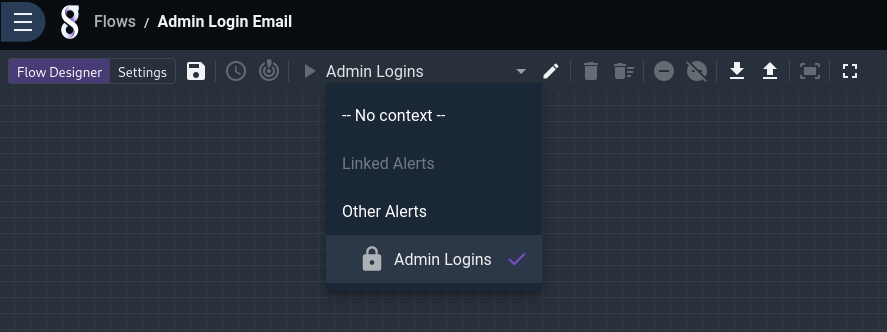 Flows / Admin Login Email
Flow Designer Settings Admin Logins
-- No context --
Linked Alerts
Other Alerts
Admin Logins